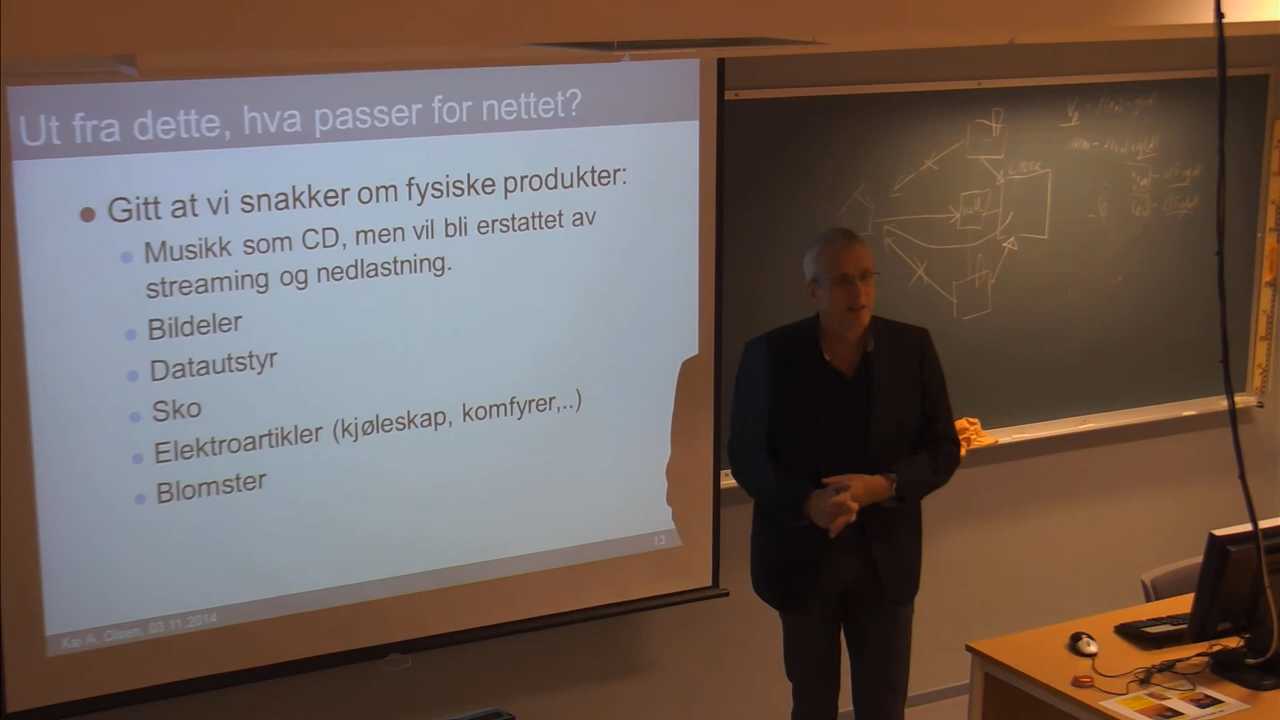 Ut fra dette, hva passer for nettet?
Gitt at vi snakker om fysiske produkter:
Musikk som CD, men vil bli erstattet av
streaming og nedlastning.
Bildeler
Datautstyr
Sko
Elektroartikler (kjøleskap, komfyrer,..)
Blomster
13
Kai A. Olsen, 03.11.2014